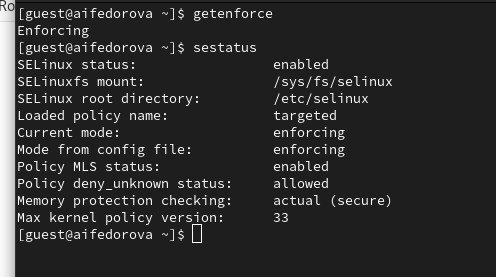 Ro
[guest@aifedorova ~]$ getenforce
Enforcing
[guest@aifedorova ~]$ sestatus
SELinux status:                 enabled
SELinuxfs mount:                /sys/fs/selinux
SELinux root directory:         /etc/selinux
Loaded policy name:             targeted
Current mode:                   enforcing
Mode from config file:          enforcing
Policy MLS status:              enabled
Policy deny_unknown status:     allowed
Memory protection checking:     actual (secure)
Max kernel policy version:      33
[guest@aifedorova ~]$